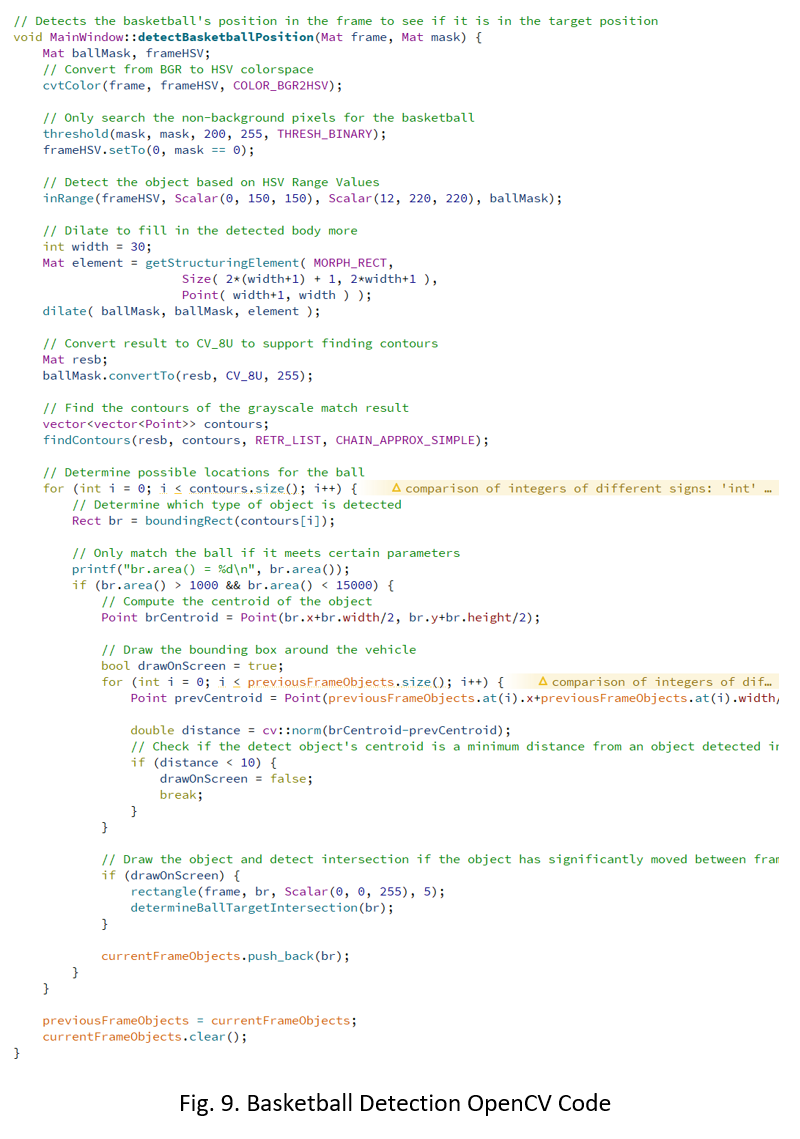 // Detects the basketball's position in the frame to see if it is in the target position
void MainWindow::detectBasketballPosition(Mat frame, Mat mask) {
    Mat ballMask, frameHSV;
    // Convert from BGR to HSV colorspace
    cvtColor(frame, frameHSV, COLOR_BGR2HSV);

    // Only search the non-background pixels for the basketball
    threshold(mask, mask, 200, 255, THRESH_BINARY);
    frameHSV.setTo(0, mask == 0);

    // Detect the object based on HSV Range Values
    inRange(frameHSV, Scalar(0, 150, 150), Scalar(12, 220, 220), ballMask);

    // Dilate to fill in the detected body more
    int width = 30;
    Mat element = getStructuringElement( MORPH_RECT,
                       Size( 2*(width+1) + 1, 2*width+1 ),
                       Point( width+1, width ) );
    dilate( ballMask, ballMask, element );

    // Convert result to CV_8U to support finding contours
    Mat resb;
    ballMask.convertTo(resb, CV_8U, 255);

    // Find the contours of the grayscale match result
    vector<vector<Point>> contours;
    findContours(resb, contours, RETR_LIST, CHAIN_APPROX_SIMPLE);

    // Determine possible locations for the ball
    for (int i = 0; i < contours.size(); i++) {     comparison of integers of different signs: 'int' …
        // Determine which type of object is detected
        Rect br = boundingRect(contours[i]);

        // Only match the ball if it meets certain parameters
        printf("br.area() = %d\n", br.area());
        if (br.area() > 1000 && br.area() < 15000) {
            // Compute the centroid of the object
            Point brCentroid = Point(br.x+br.width/2, br.y+br.height/2);

            // Draw the bounding box around the vehicle
            bool drawOnScreen = true;
            for (int i = 0; i < previousFrameObjects.size(); i++) {     comparison of integers of dif…
                Point prevCentroid = Point(previousFrameObjects.at(i).x+previousFrameObjects.at(i).width/

                double distance = cv::norm(brCentroid-prevCentroid);
                // Check if the detect object's centroid is a minimum distance from an object detected in
                if (distance < 10) {
                    drawOnScreen = false;
                    break;
                }
            }

            // Draw the object and detect intersection if the object has significantly moved between
            if (drawOnScreen) {
                rectangle(frame, br, Scalar(0, 0, 255), 5);
                determineBallTargetIntersection(br);
            }

            currentFrameObjects.push_back(br);
        }
    }

    previousFrameObjects = currentFrameObjects;
    currentFrameObjects.clear();
}
Fig. 9. Basketball Detection OpenCV Code